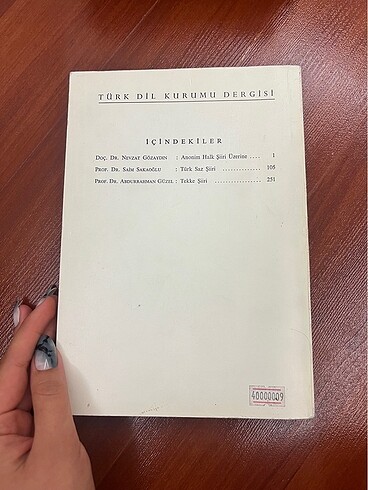 TÜRK DİL KURUMU DERGİSİ
İÇİNDEKİLER
DOÇ. DR. NEVZAT GÖZAYDIN : Anonim Halk Şiiri Üzerine .... 1
PROF. DR. SAİM SAKAOĞLU : Türk Saz Şiiri ............... 105
PROF. DR. ABDURRAHMAN GÜZEL : Tekke Şiiri ................ 251
40000009